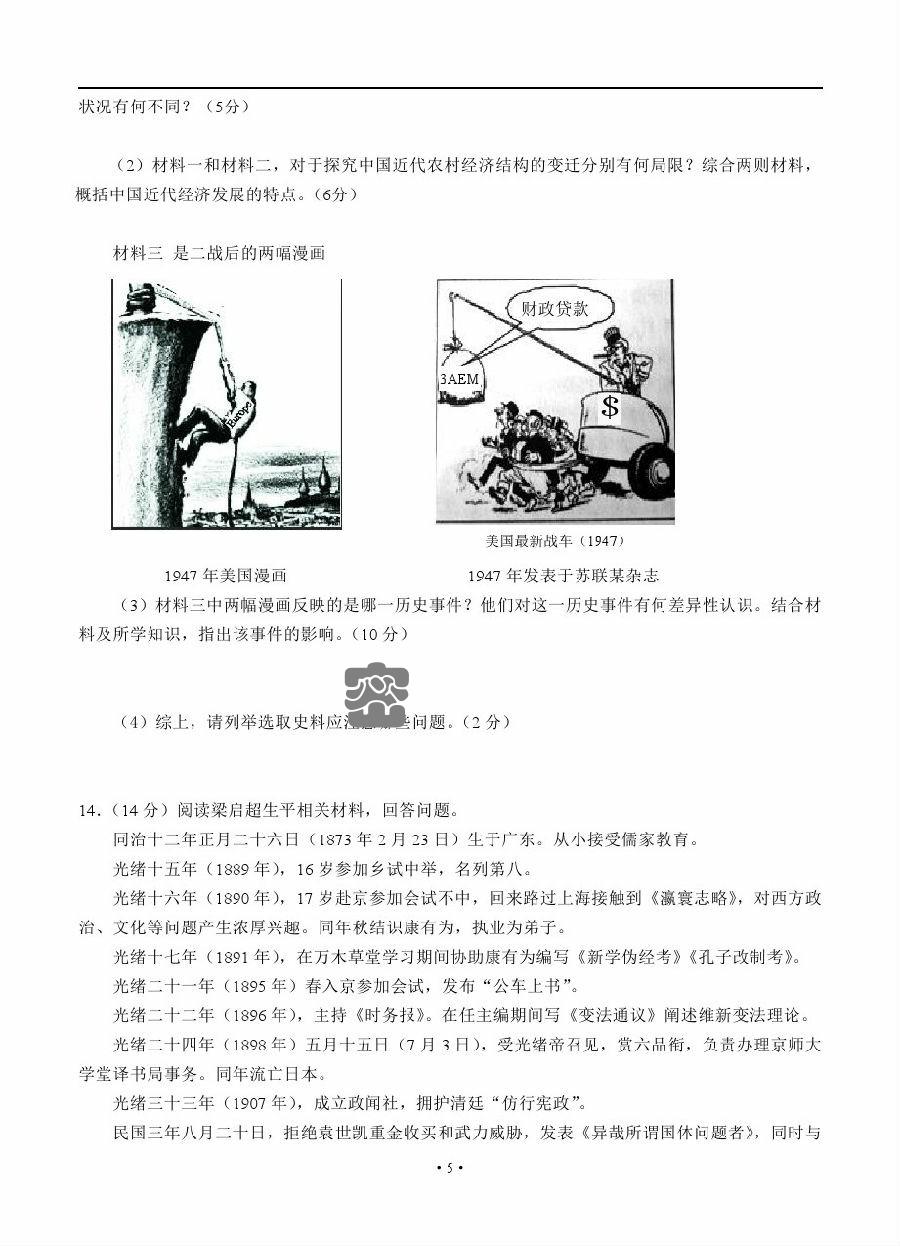 状况有何不同？（5分）
（2）材料一和材料二，对于探究中国近代农村经济结构的变迁分别有何局限？综合两则材料，
概括中国近代经济发展的特点。（6分）
材料三 是二战后的两幅漫画
财政贷款
ЗАЕМ
$
Europe
美国最新战车（1947）
1947 年美国漫画
1947 年发表于苏联某杂志
（3）材料三中两幅漫画反映的是哪一历史事件？他们对这一历史事件有何差异性认识。结合材
料及所学知识，指出该事件的影响。（10 分）
（4）综上，请列举选取史料应问题。（2 分）
14.（14 分）阅读梁启超生平相关材料，回答问题。
同治十二年正月二十六日（1873 年 2 月 23 日）生于广东。从小接受儒家教育。
光绪十五年（1889 年），16 岁参加乡试中举，名列第八。
光绪十六年（1890 年），17 岁赴京参加会试不中，回来路过上海接触到《瀛寰志略》，对西方政
治、文化等问题产生浓厚兴趣。同年秋结识康有为，执业为弟子。
光绪十七年（1891 年），在万木草堂学习期间协助康有为编写《新学伪经考》《孔子改制考》。
光绪二十一年（1895 年）春入京参加会试，发布“公车上书”。
光绪二十二年（1896 年），主持《时务报》。在任主编期间写《变法通议》阐述维新变法理论。
光绪二十四年（1898 年）五月十五日（7 月 3 日），受光绪帝召见，赏六品衔，负责办理京师大
学堂译书局事务。同年流亡日本。
光绪三十三年（1907 年），成立政闻社，拥护清廷“仿行宪政”。
民国三年八月二十日，拒绝袁世凯重金收买和武力威胁，发表《异哉所谓国休问题者》，同时与
• 5 •